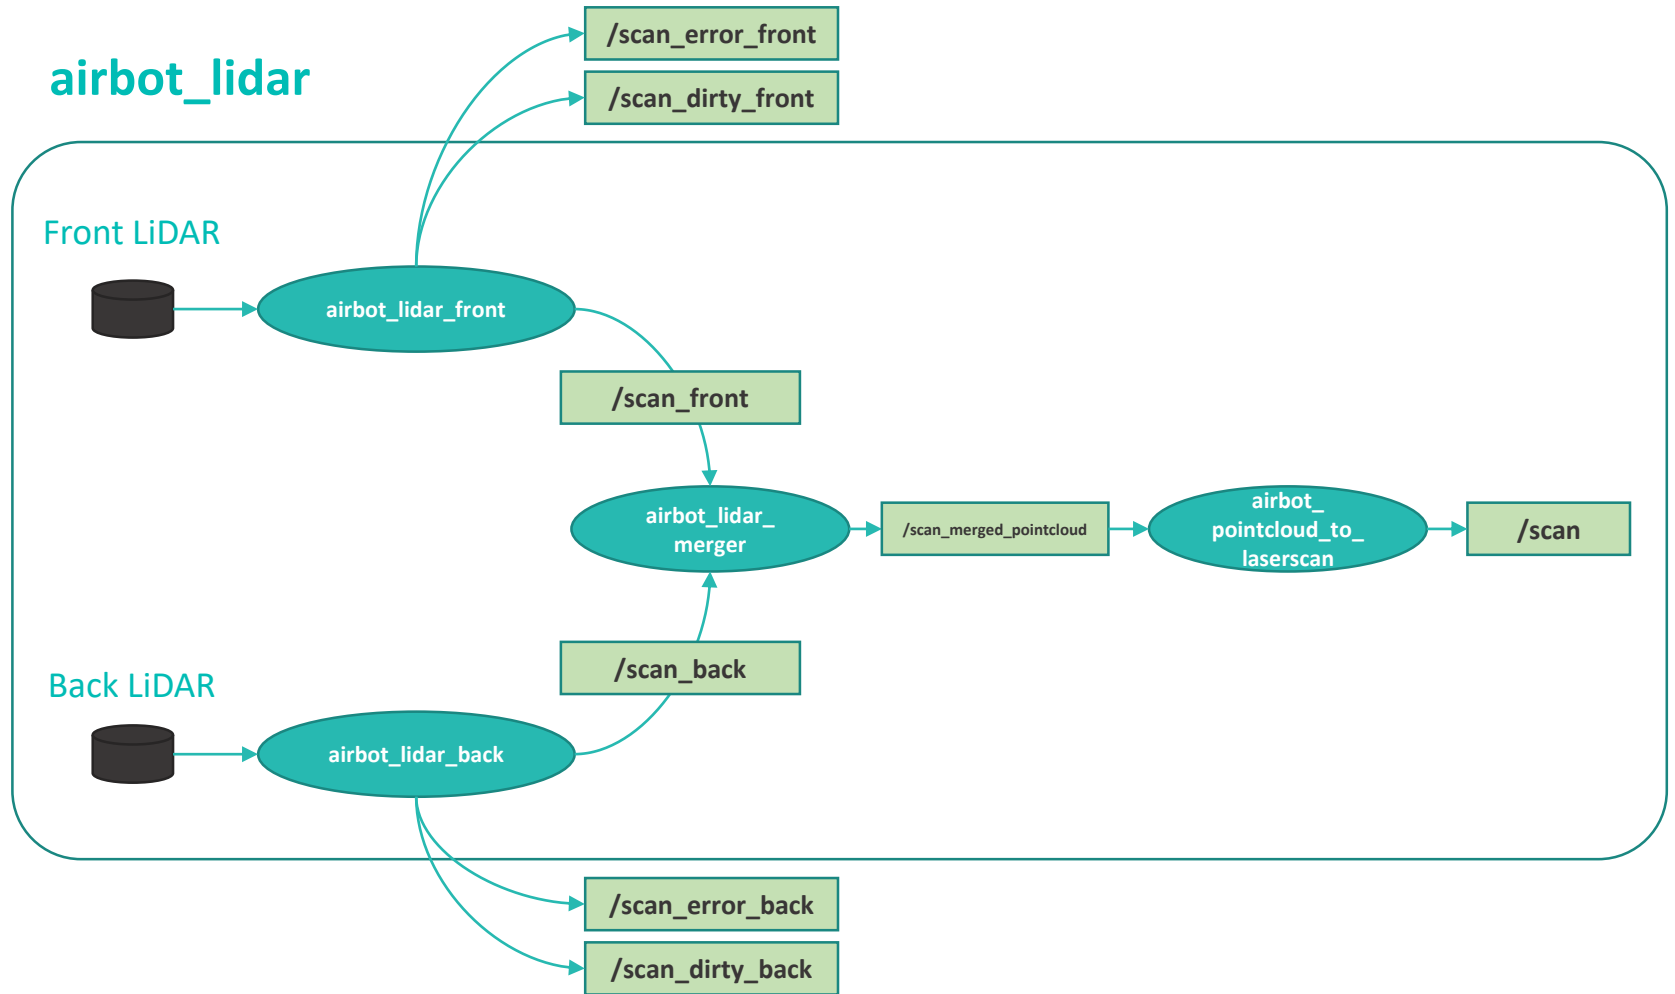 /scan_error_front
airbot_lidar
/scan_dirty_front
Front LiDAR
airbot_lidar_front
/scan_front
airbot_lidar_
merger
/scan_merged_pointcloud
airbot_
pointcloud_to_
laserscan
/scan
/scan_back
Back LiDAR
airbot_lidar_back
/scan_error_back
/scan_dirty_back